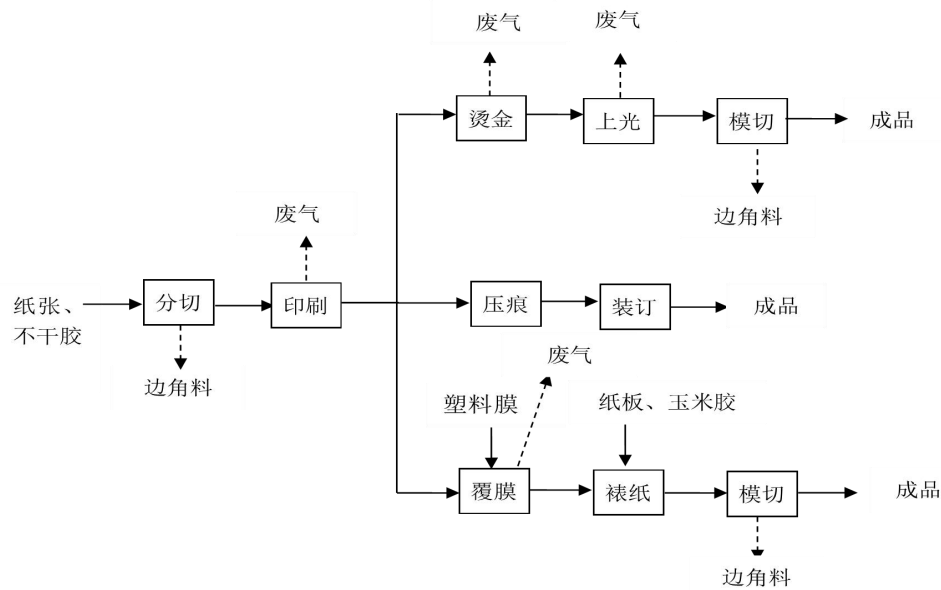 废气
废气
烫金
上光
模切
成品
边角料
废气
纸张、
不干胶
分切
印刷
压痕
装订
成品
边角料
废气
塑料膜
纸板、玉米胶
覆膜
裱纸
模切
成品
边角料